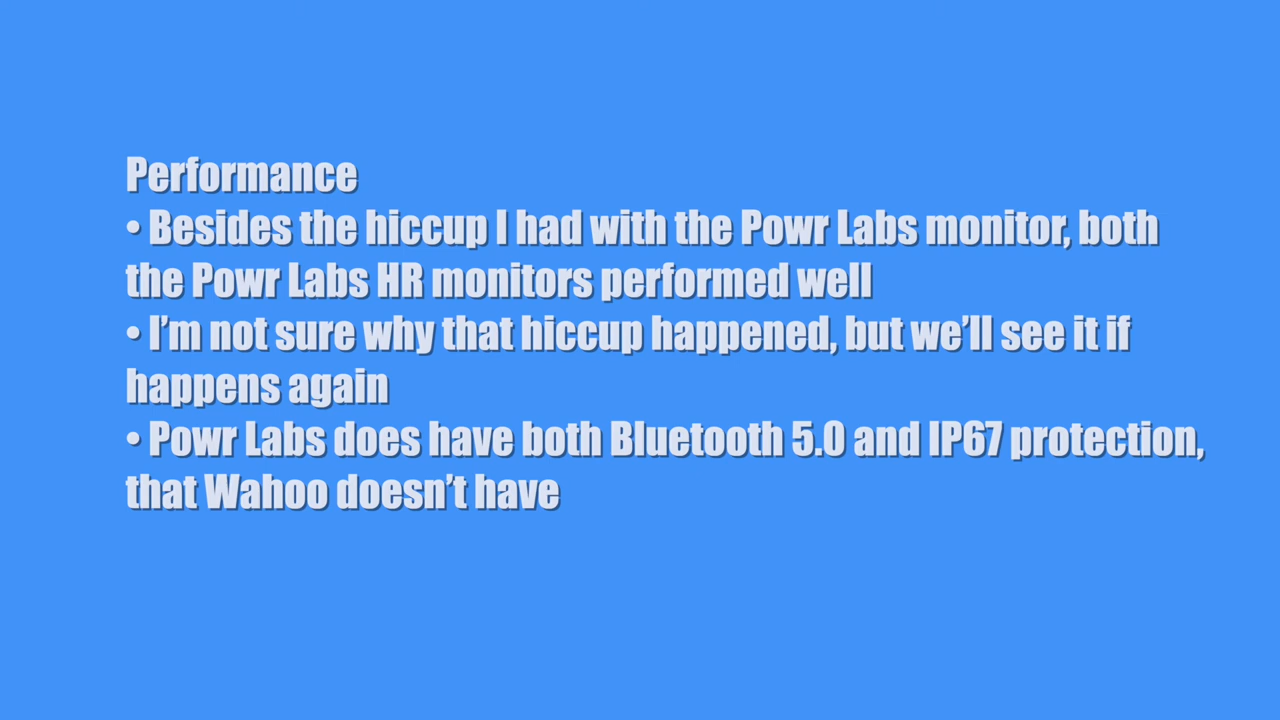 Performance
• Besides the hiccup I had with the Powr Labs monitor, both
the Powr Labs HR monitors performed well
• I’m not sure why that hiccup happened, but we’ll see it if
happens again
• Powr Labs does have both Bluetooth 5.0 and IP67 protection,
that Wahoo doesn’t have